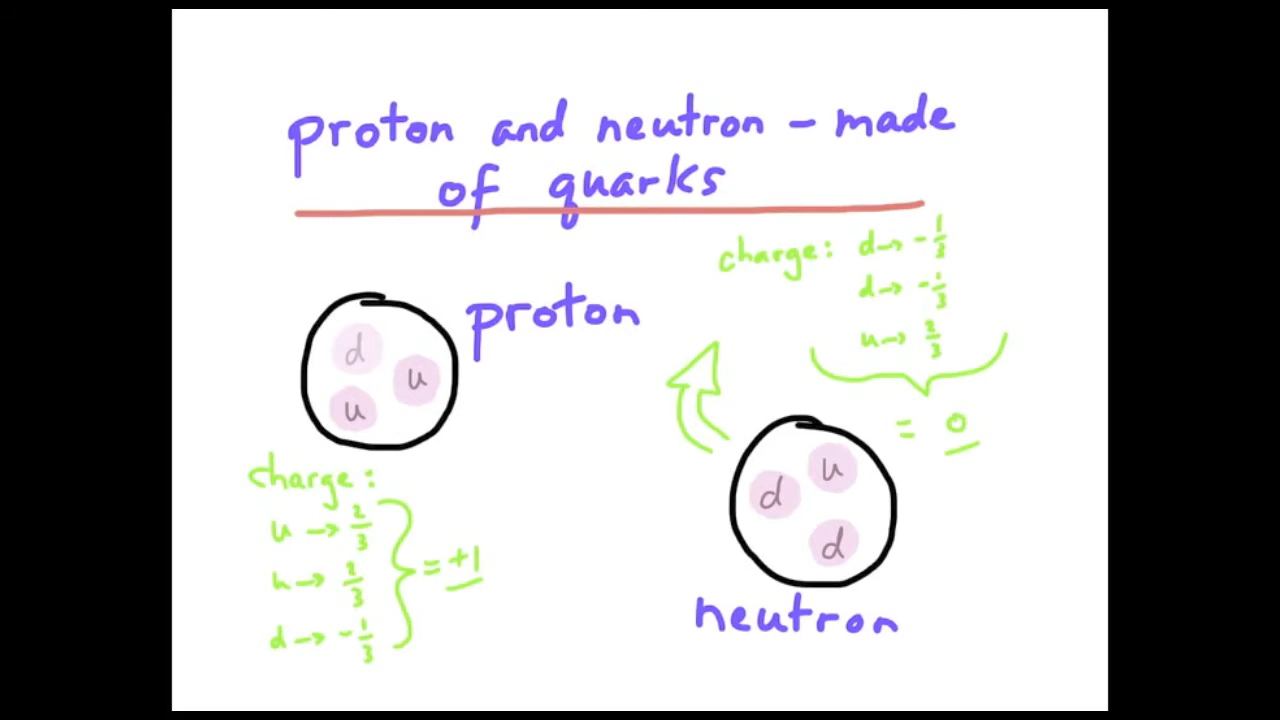 proton and neutron - made
of quarks
proton
d
u
u
charge:
u → 2/3
u → 2/3
d → - 1/3
= +1
charge: d → - 1/3
d → - 1/3
u → 2/3
= 0
u
d
d
neutron